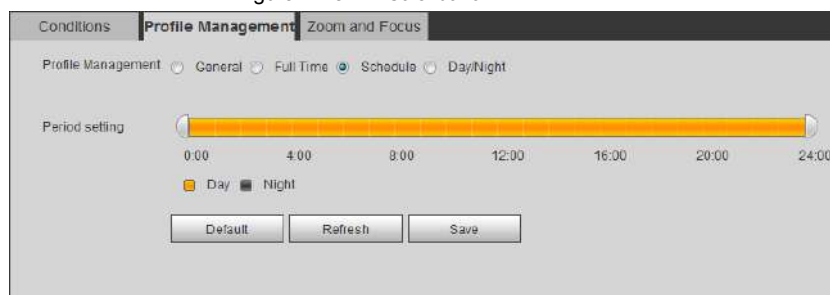 Conditions Profile Management Zoom and Focus
Profile Management General Full Time Schedule Day/Night
Period setting
0:00 4:00 8:00 12:00 16:00 20:00 24:00
Day Night
Default Refresh Save